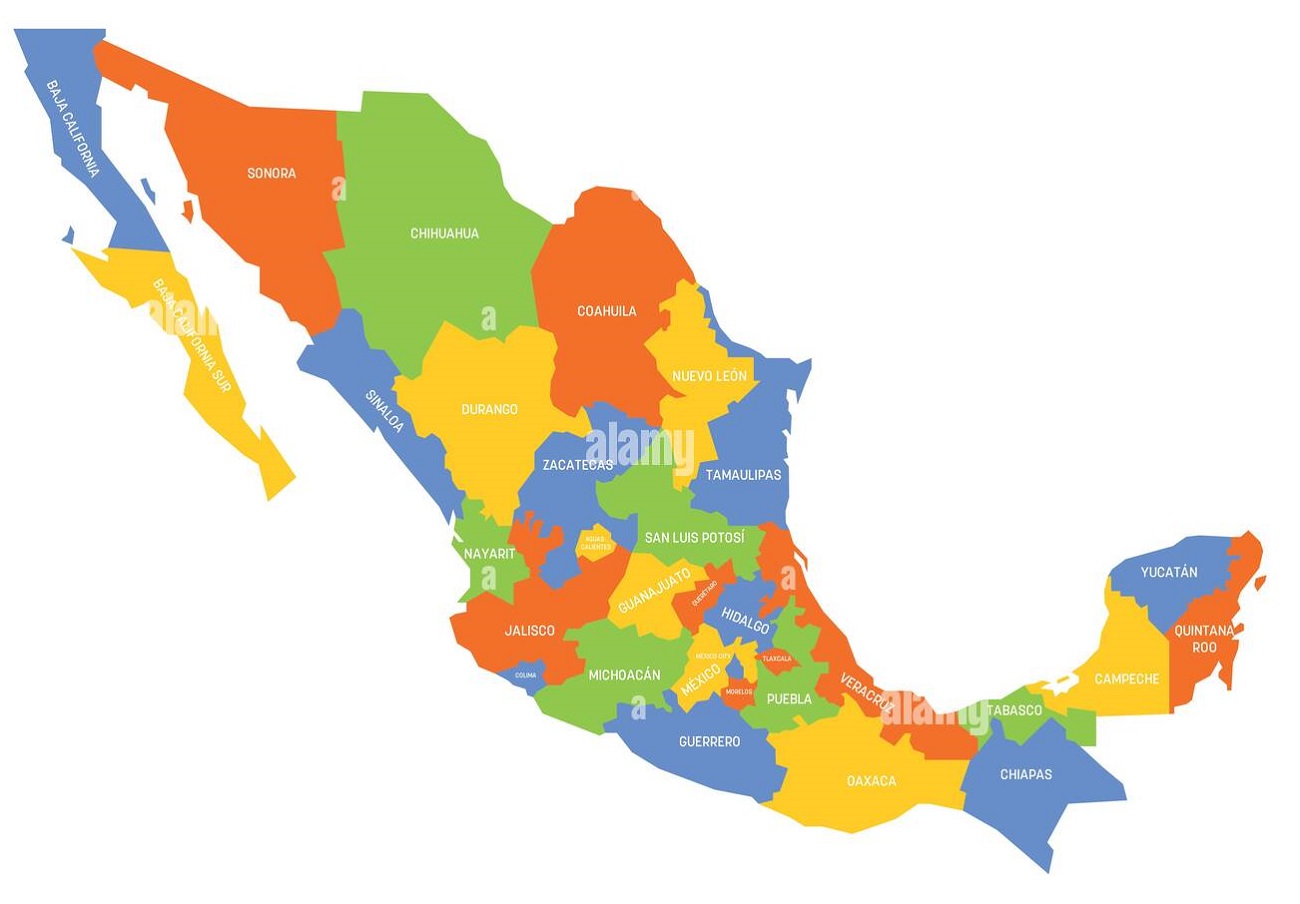 BAJA CALIFORNIA
SONORA
CHIHUAHUA
COAHUILA
BAJA CALIFORNIA SUR
NUEVO LEÓN
SINALOA
DURANGO
ZACATECAS
TAMAULIPAS
SAN LUIS POTOSÍ
AGUAS
CALIENTES
NAYARIT
GUANAJUATO
QUERÉTARO
HIDALGO
JALISCO
YUCATÁN
QUINTANA
ROO
MEXICO CITY
TLAXCALA
COLIMA
MICHOACÁN
MÉXICO
MORELOS
PUEBLA
VERACRUZ
CAMPECHE
TABASCO
GUERRERO
OAXACA
CHIAPAS
alamy
alamy
alamy
a
a
a
a
a
a